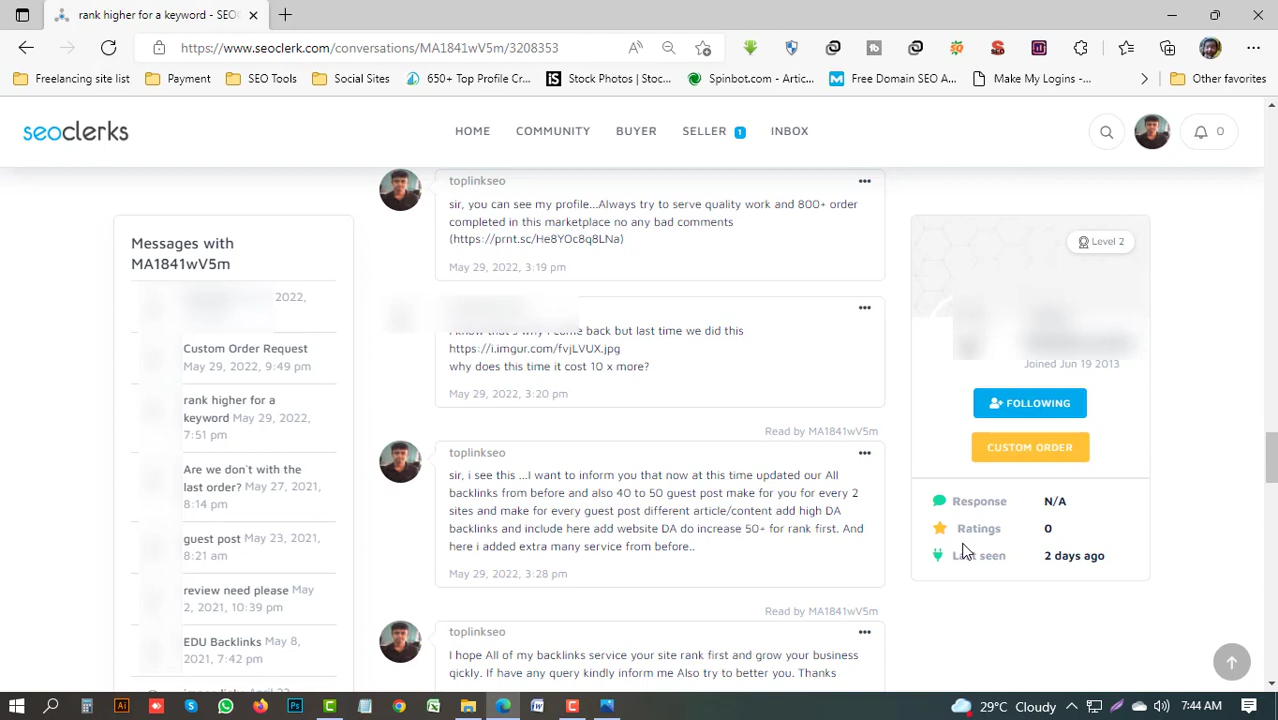 rank higher for a keyword - SEO
https://www.seoclerk.com/conversations/MA1841wV5m/3208353
Freelancing site list
Payment
SEO Tools
Social Sites
650+ Top Profile Cr...
Stock Photos | Stoc...
Spinbot.com - Artic...
Free Domain SEO A...
Make My Logins -...
Other favorites
seoclerks
HOME
COMMUNITY
BUYER
SELLER 1
INBOX
0
Messages with
MA1841wV5m
2022,
Custom Order Request
May 29, 2022, 9:49 pm
rank higher for a
keyword May 29, 2022,
7:51 pm
Are we don't with the
last order? May 27, 2021,
8:14 pm
guest post May 23, 2021,
8:21 am
review need please May
2, 2021, 10:39 pm
EDU Backlinks May 8,
2021, 7:42 pm
toplinkseo
sir, you can see my profile...Always try to serve quality work and 800+ order
completed in this marketplace no any bad comments
(https://prnt.sc/He8YOc8q8LNa)
May 29, 2022, 3:19 pm
I know that's why I come back but last time we did this
https://i.imgur.com/fvjLVUX.jpg
why does this time it cost 10 x more?
May 29, 2022, 3:20 pm
Read by MA1841wV5m
toplinkseo
sir, i see this ...I want to inform you that now at this time updated our All
backlinks from before and also 40 to 50 guest post make for you for every 2
sites and make for every guest post different article/content add high DA
backlinks and include here add website DA do increase 50+ for rank first. And
here i added extra many service from before..
May 29, 2022, 3:28 pm
Read by MA1841wV5m
toplinkseo
I hope All of my backlinks service your site rank first and grow your business
qickly. If have any query kindly inform me Also try to better you. Thanks
Level 2
Joined Jun 19 2013
FOLLOWING
CUSTOM ORDER
Response N/A
Ratings 0
Last seen 2 days ago
29°C Cloudy
7:44 AM